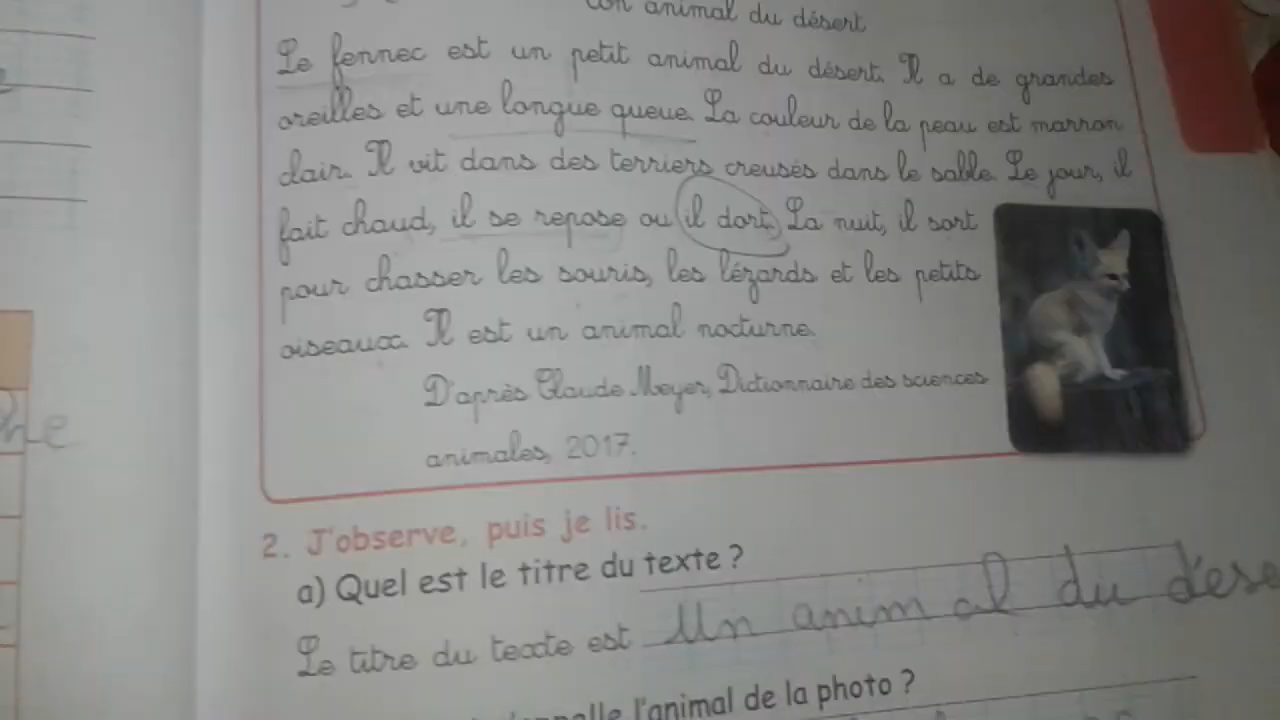 animal du désert
Le fennec est un petit animal du désert. Il a de grandes
oreilles et une longue queue. La couleur de la peau est marron
clair. Il vit dans des terriers creusés dans le sable. Le jour, il
fait chaud, il se repose ou il dort. La nuit, il sort
pour chasser les souris, les lézards et les petits
oiseaux. Il est un animal nocturne.
D'après Claude Meyer, Dictionnaire des sciences
animales, 2017.
2. J'observe, puis je lis.
a) Quel est le titre du texte ?
Le titre du texte est Un animal du dése
l'animal de la photo ?